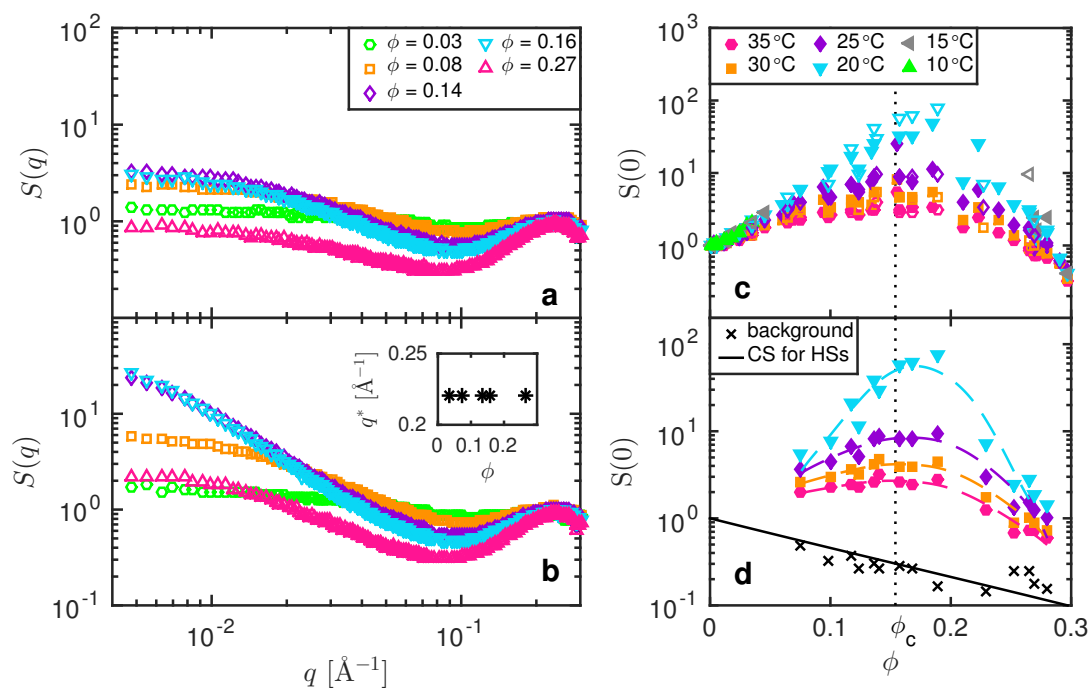 10²
10¹
10⁰
S(q)
ϕ = 0.03
ϕ = 0.08
ϕ = 0.14
ϕ = 0.16
ϕ = 0.27
a
10¹
10⁰
10⁻¹
S(q)
0.25
0.2
q* [Å⁻¹]
0 0.1 0.2
ϕ
b
10⁻² 10⁻¹
q [Å⁻¹]
10³
10²
10¹
10⁰
S(0)
35°C 25°C 15°C
30°C 20°C 10°C
c
10²
10¹
10⁰
10⁻¹
S(0)
background
CS for HSs
d
0 0.1 ϕc 0.2 0.3
ϕ